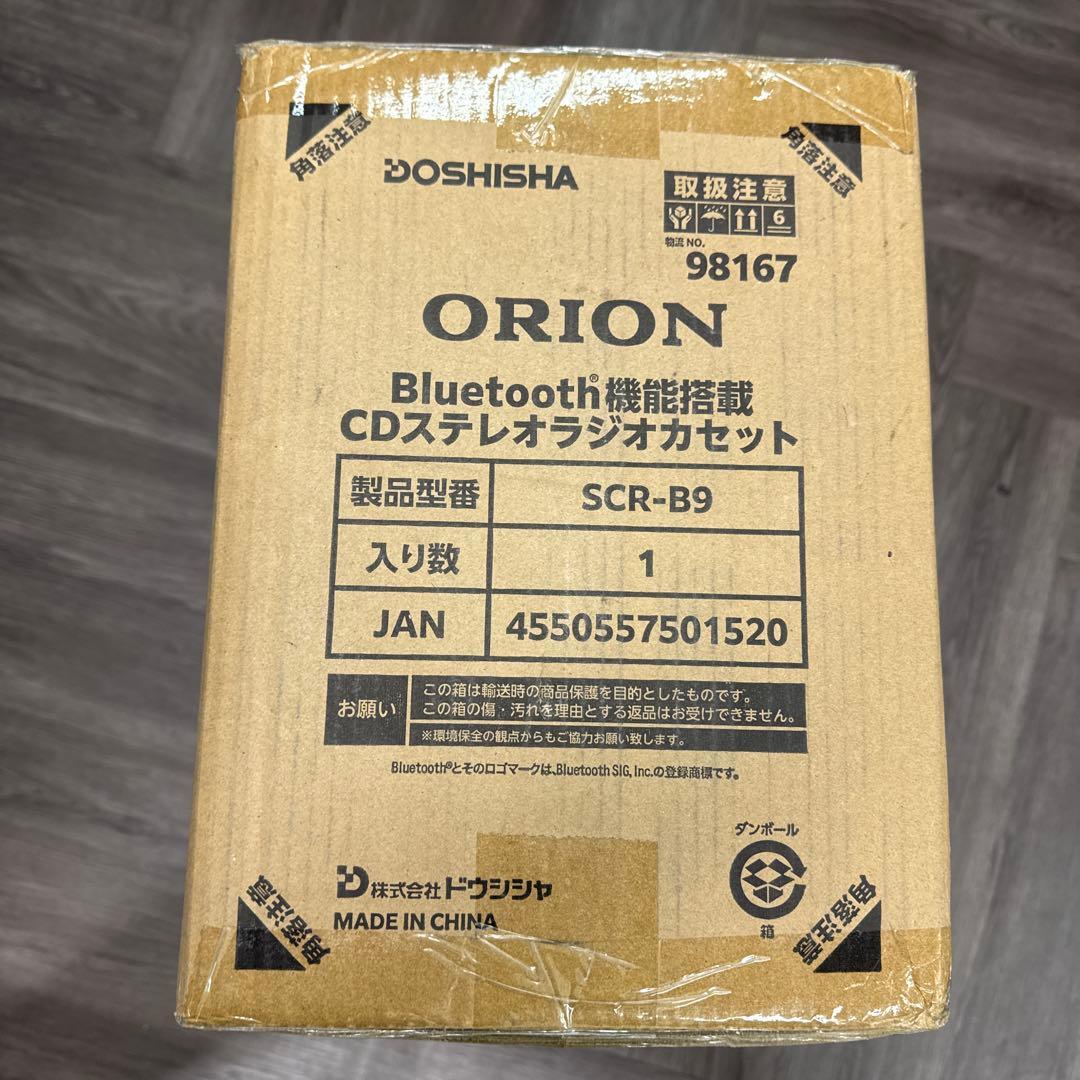 角落注意
角落注意
DOSHISHA
取扱注意
6
物流 NO.
98167
ORION
Bluetooth®機能搭載
CDステレオラジオカセット
製品型番 SCR-B9
入り数 1
JAN 4550557501520
お願い
この箱は輸送時の商品保護を目的としたものです。
この箱の傷・汚れを理由とする返品はお受けできません。
※環境保全の観点からもご協力お願い致します。
Bluetooth®とそのロゴマークは、Bluetooth SIG, Inc.の登録商標です。
ダンボール
箱
株式会社ドウシシャ
MADE IN CHINA
角落注意
角落注意